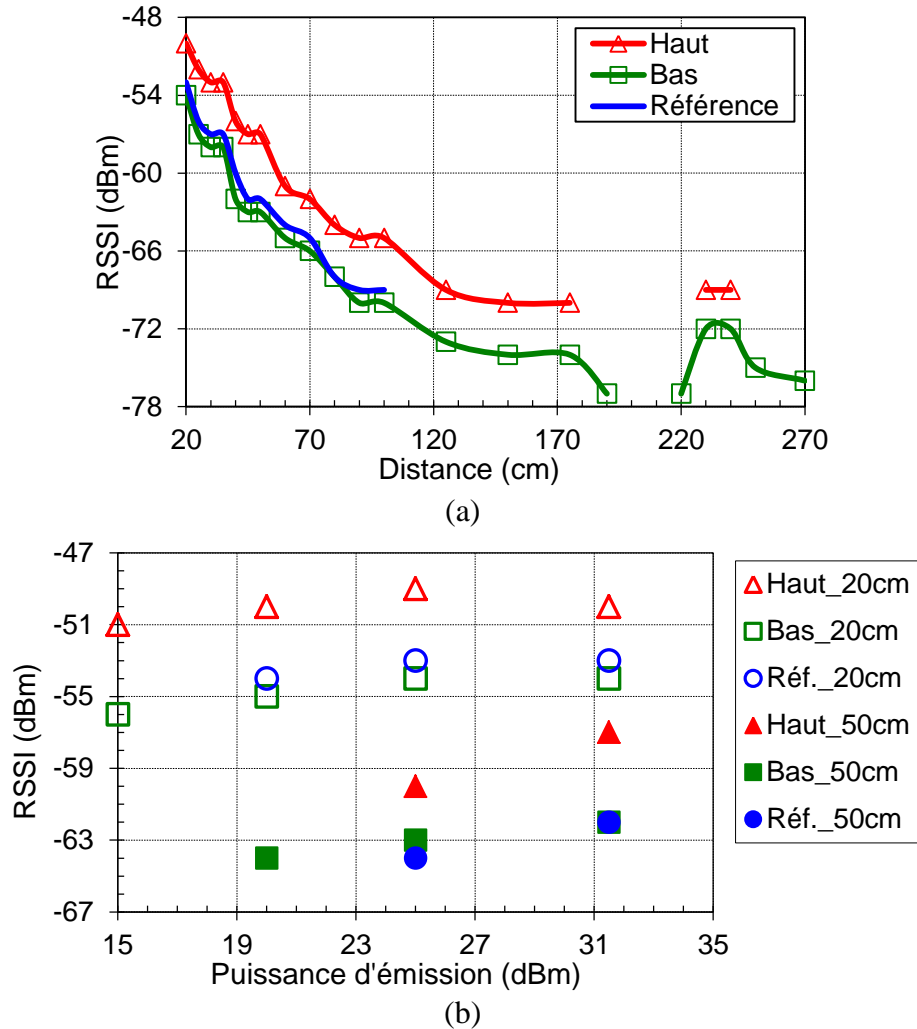 -48
-54
-60
-66
-72
-78
RSSI (dBm)
Haut
Bas
Référence
20 70 120 170 220 270
Distance (cm)
(a)
-47
-51
-55
-59
-63
-67
RSSI (dBm)
Haut_20cm
Bas_20cm
Réf._20cm
Haut_50cm
Bas_50cm
Réf._50cm
15 19 23 27 31 35
Puissance d'émission (dBm)
(b)